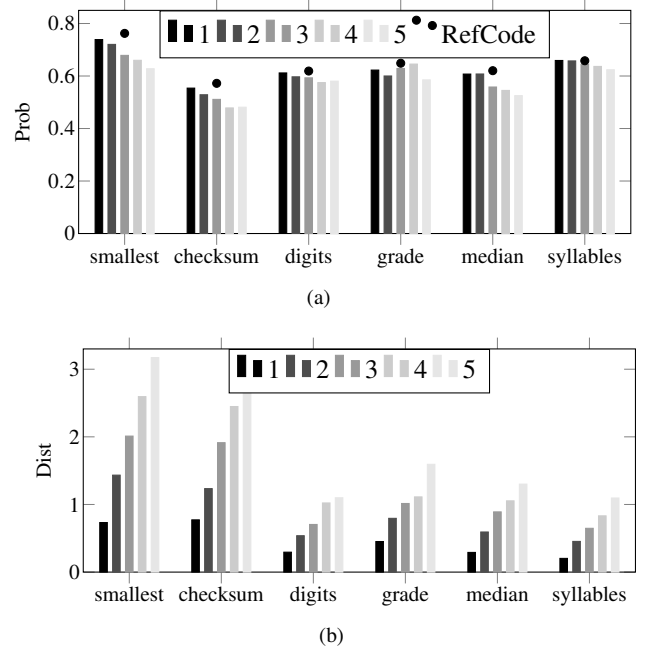 0.8
0.6
0.4
0.2
0
Prob
1 2 3 4 5 RefCode
smallest checksum digits grade median syllables
(a)
3
2
1
0
Dist
1 2 3 4 5
smallest checksum digits grade median syllables
(b)